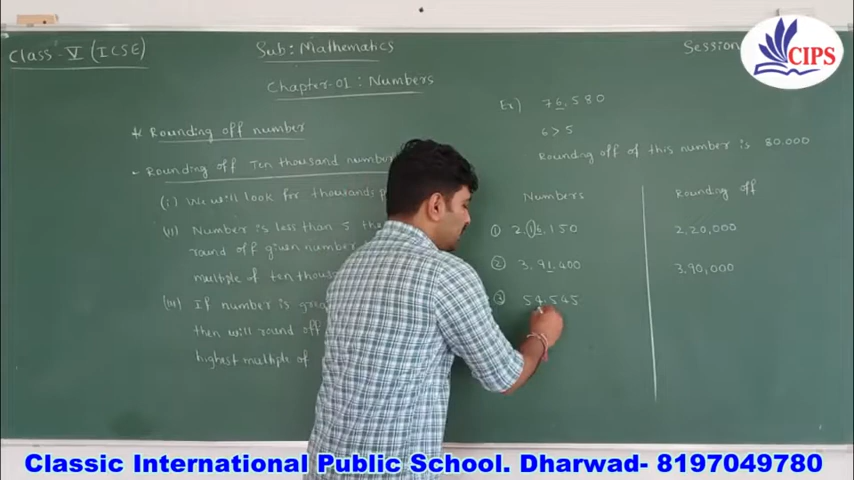 Class - V (ICSE)
Sub: Mathematics
Session
CIPS
Chapter-01 : Numbers
* Rounding off number
- Rounding off Ten thousand number
(i) We will look for thousands
(ii) Number is less than 5 the
round off given number
multiple of ten thous
(iii) If number is grea
then will round off
highest multiple of
Ex) 76,580
6 > 5
Rounding off of this number is 80.000
Numbers Rounding off
① 2,16,150 2,20,000
② 3,91,400 3,90,000
③ 54,545
Classic International Public School. Dharwad- 8197049780